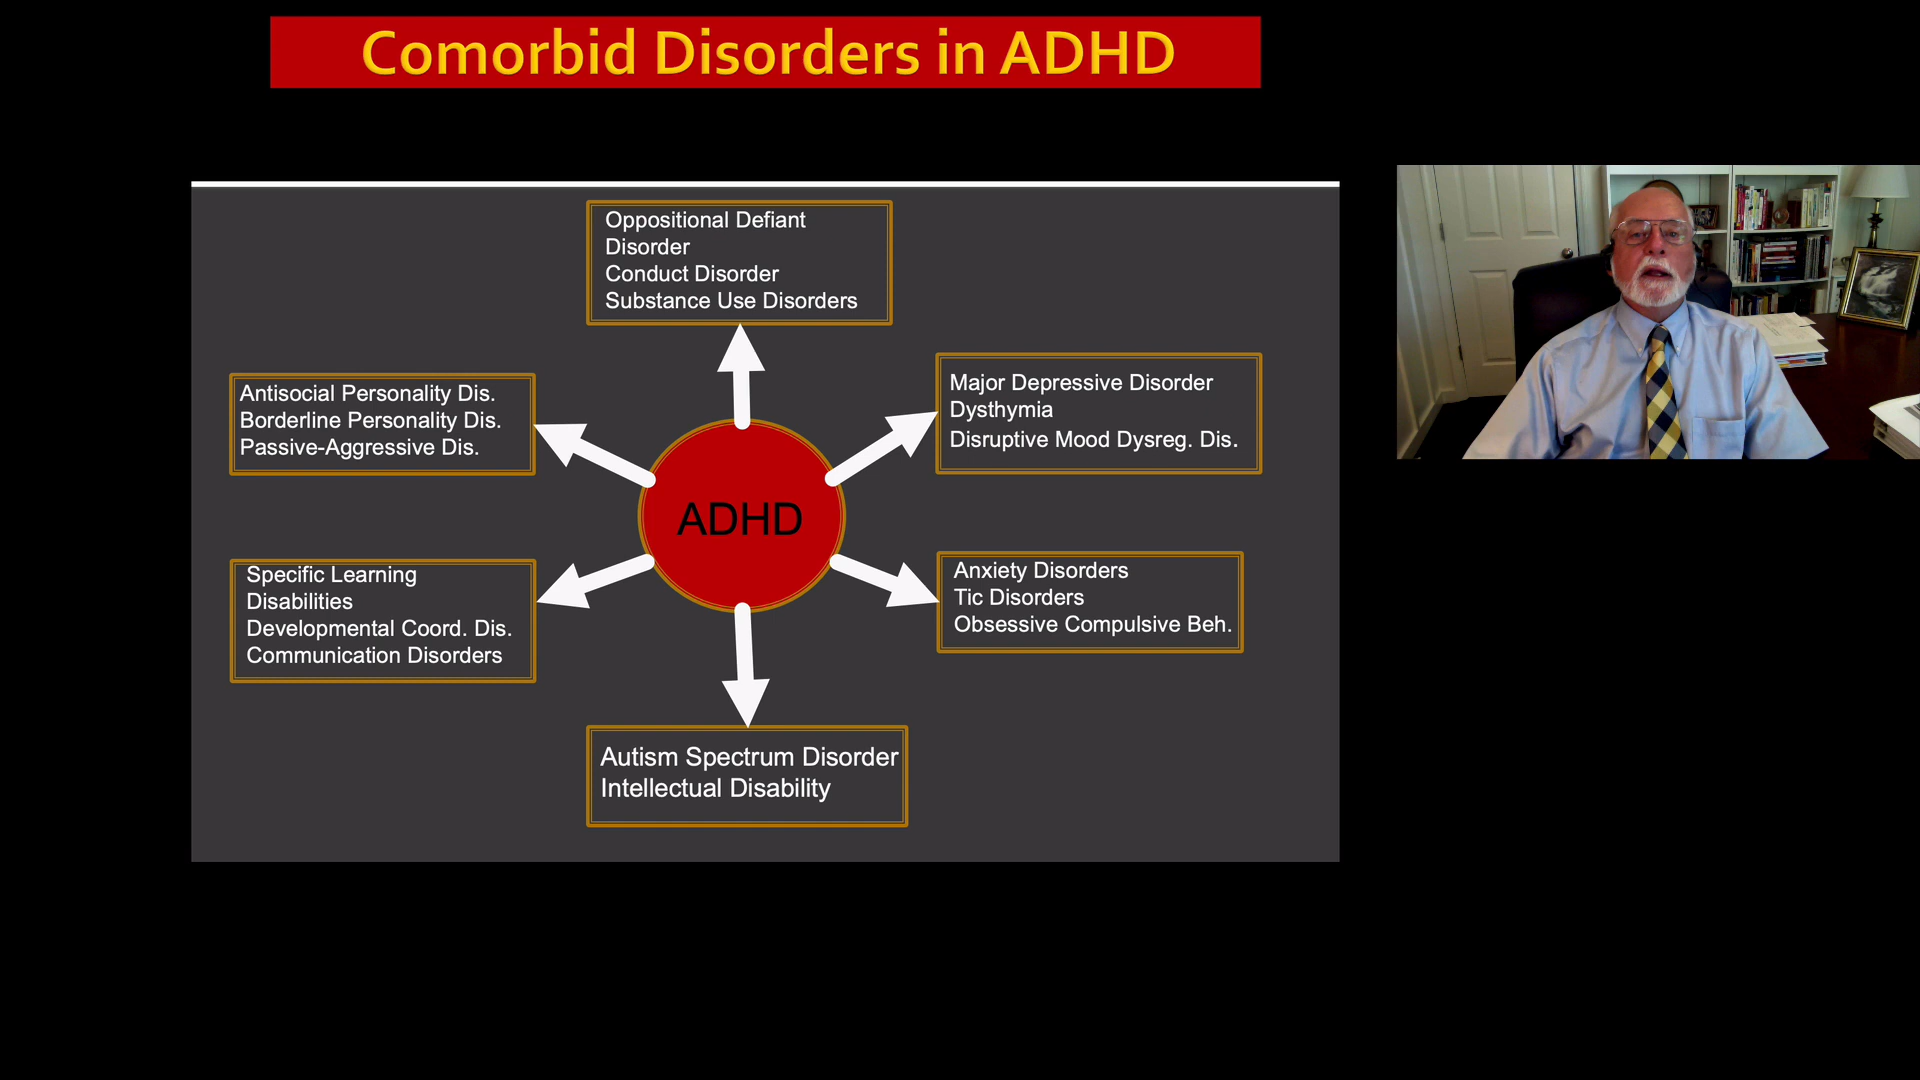 Comorbid Disorders in ADHD
Oppositional Defiant
Disorder
Conduct Disorder
Substance Use Disorders
Antisocial Personality Dis.
Borderline Personality Dis.
Passive-Aggressive Dis.
Major Depressive Disorder
Dysthymia
Disruptive Mood Dysreg. Dis.
ADHD
Specific Learning
Disabilities
Developmental Coord. Dis.
Communication Disorders
Anxiety Disorders
Tic Disorders
Obsessive Compulsive Beh.
Autism Spectrum Disorder
Intellectual Disability